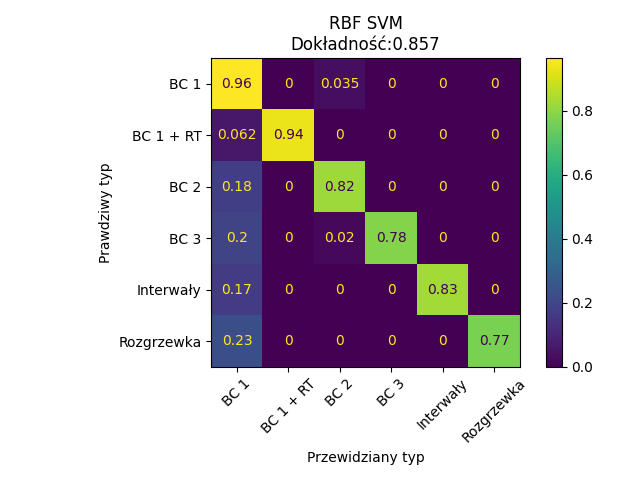 RBF SVM
Dokładność:0.857
Prawdziwy typ
BC 1 0.96 0 0.035 0 0 0
BC 1 + RT 0.062 0.94 0 0 0 0
BC 2 0.18 0 0.82 0 0 0
BC 3 0.2 0 0.02 0.78 0 0
Interwały 0.17 0 0 0 0.83 0
Rozgrzewka 0.23 0 0 0 0 0.77
BC 1 BC 1 + RT BC 2 BC 3 Interwały Rozgrzewka
Przewidziany typ
0.8
0.6
0.4
0.2
0.0